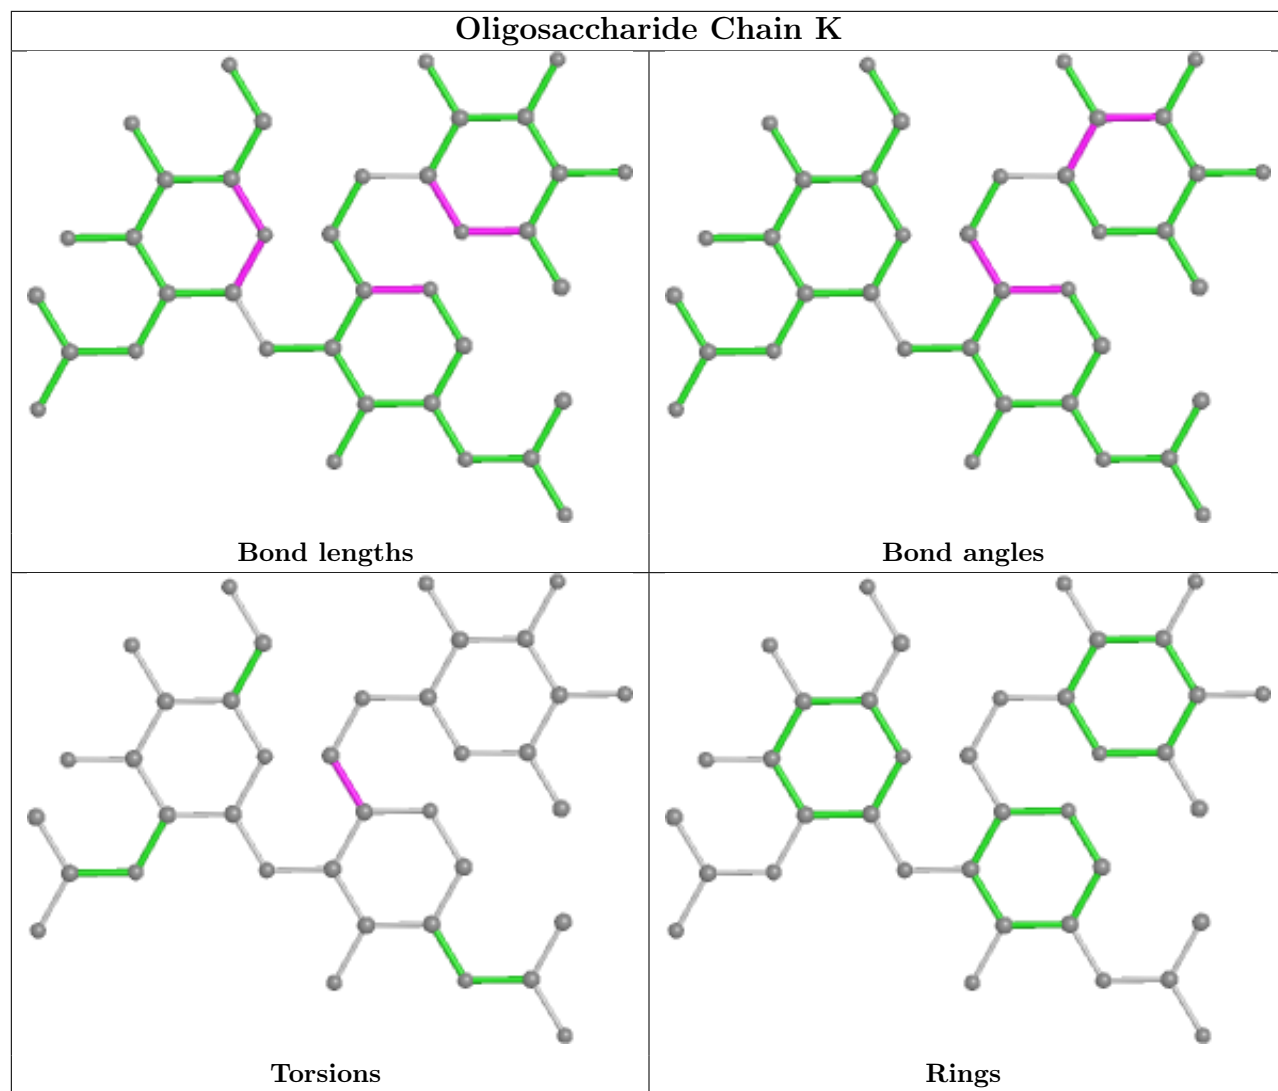 Oligosaccharide Chain K
Bond lengths
Bond angles
Torsions
Rings